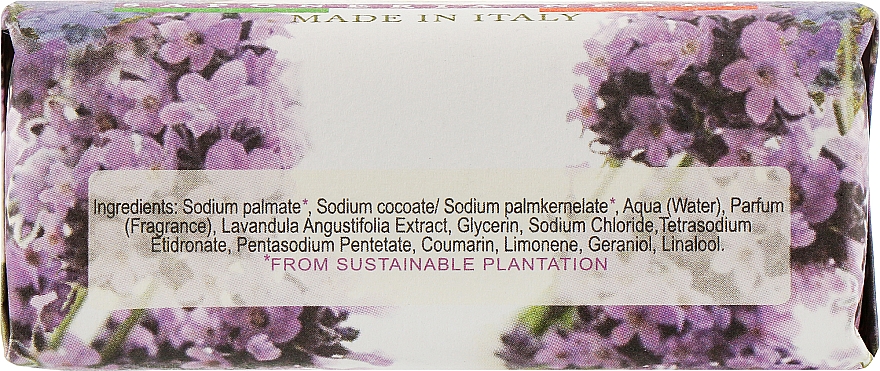 MADE IN ITALY
Ingredients: Sodium palmate*, Sodium cocoate/ Sodium palmkernelate*, Aqua (Water), Parfum
(Fragrance), Lavandula Angustifolia Extract, Glycerin, Sodium Chloride,Tetrasodium
Etidronate, Pentasodium Pentetate, Coumarin, Limonene, Geraniol, Linalool.
*FROM SUSTAINABLE PLANTATION